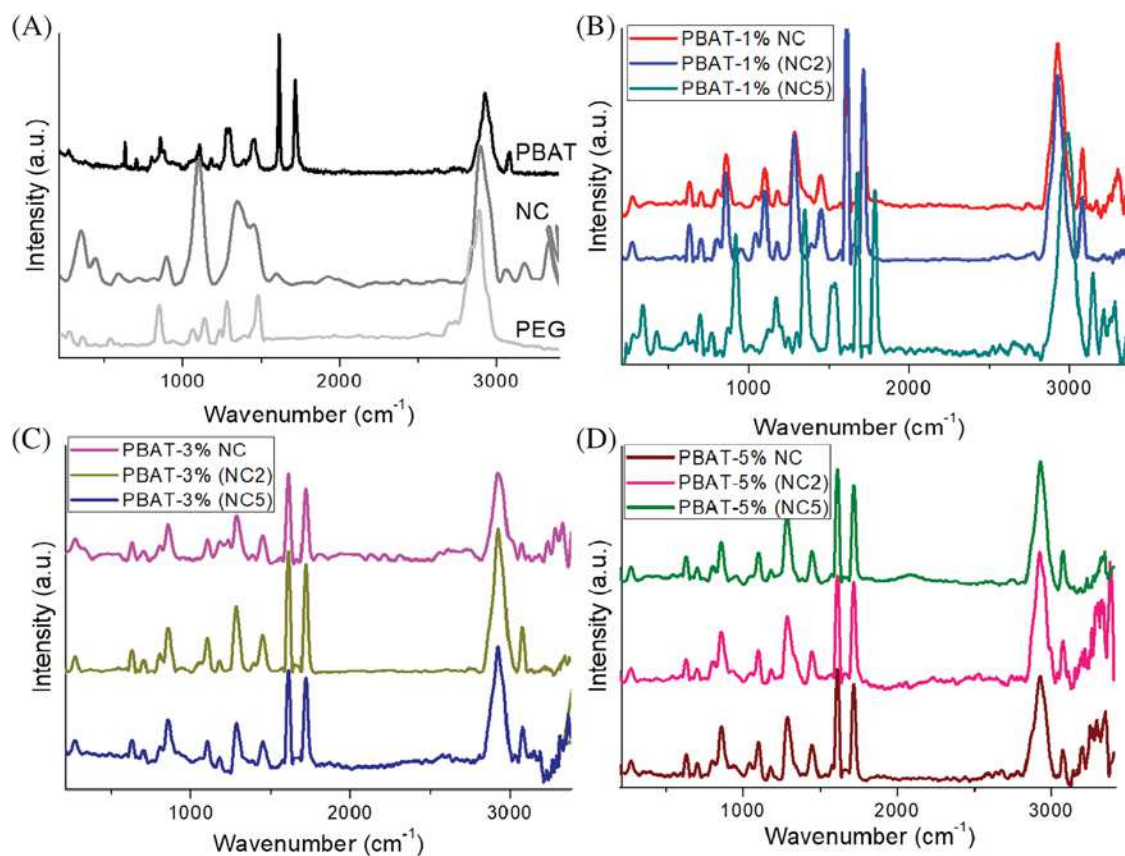 (A)
PBAT
NC
PEG
Intensity (a.u.)
1000 2000 3000
Wavenumber (cm⁻¹)
(B)
PBAT-1% NC
PBAT-1% (NC2)
PBAT-1% (NC5)
Intensity (a.u.)
1000 2000 3000
Wavenumber (cm⁻¹)
(C)
PBAT-3% NC
PBAT-3% (NC2)
PBAT-3% (NC5)
Intensity (a.u.)
1000 2000 3000
Wavenumber (cm⁻¹)
(D)
PBAT-5% NC
PBAT-5% (NC2)
PBAT-5% (NC5)
Intensity (a.u.)
1000 2000 3000
Wavenumber (cm⁻¹)